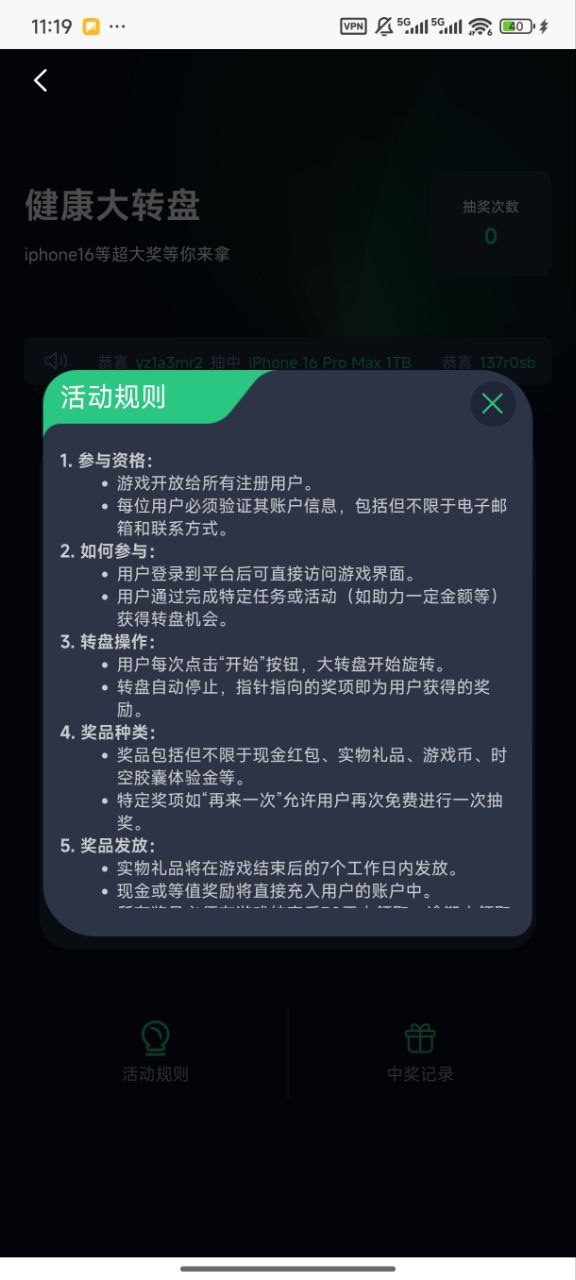 11:19
VPN
5G
5G
6
40
健康大转盘
iphone16等超大奖等你来拿
抽奖次数
0
恭喜 yz1a3mr2 抽中 iPhone 16 Pro Max 1TB 恭喜 137r0sb
活动规则
1. 参与资格：
• 游戏开放给所有注册用户。
• 每位用户必须验证其账户信息，包括但不限于电子邮
箱和联系方式。
2. 如何参与：
• 用户登录到平台后可直接访问游戏界面。
• 用户通过完成特定任务或活动（如助力一定金额等）
获得转盘机会。
3. 转盘操作：
• 用户每次点击“开始”按钮，大转盘开始旋转。
• 转盘自动停止，指针指向的奖项即为用户获得的奖
励。
4. 奖品种类：
• 奖品包括但不限于现金红包、实物礼品、游戏币、时
空胶囊体验金等。
• 特定奖项如“再来一次”允许用户再次免费进行一次抽
奖。
5. 奖品发放：
• 实物礼品将在游戏结束后的7个工作日内发放。
• 现金或等值奖励将直接充入用户的账户中。
活动规则
中奖记录